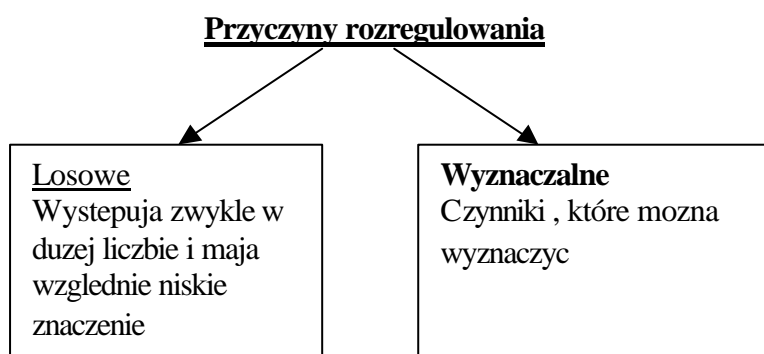 Przyczyny rozregulowania
Losowe
Wystepuja zwykle w
duzej liczbie i maja
wzglednie niskie
znaczenie
Wyznaczalne
Czynniki , które mozna
wyznaczyc